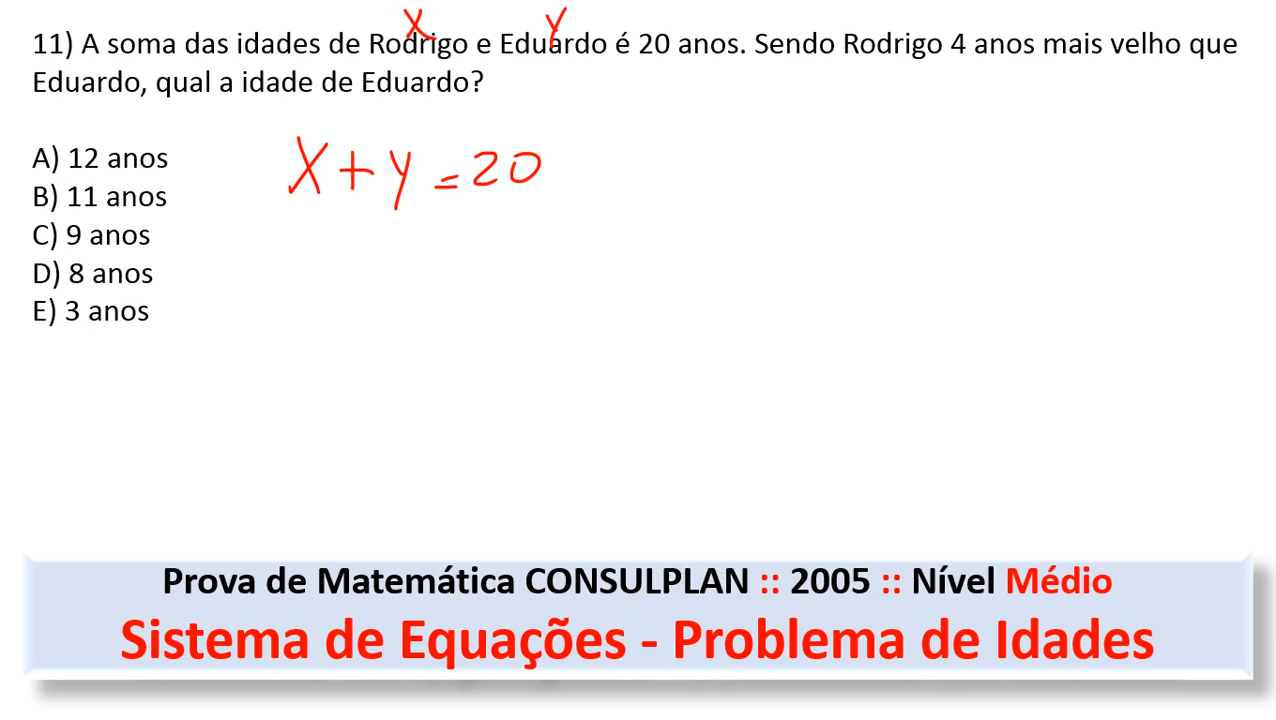 X Y
11) A soma das idades de Rodrigo e Eduardo é 20 anos. Sendo Rodrigo 4 anos mais velho que
Eduardo, qual a idade de Eduardo?
A) 12 anos
X + y = 20
B) 11 anos
C) 9 anos
D) 8 anos
E) 3 anos
Prova de Matemática CONSULPLAN :: 2005 :: Nível Médio
Sistema de Equações - Problema de Idades